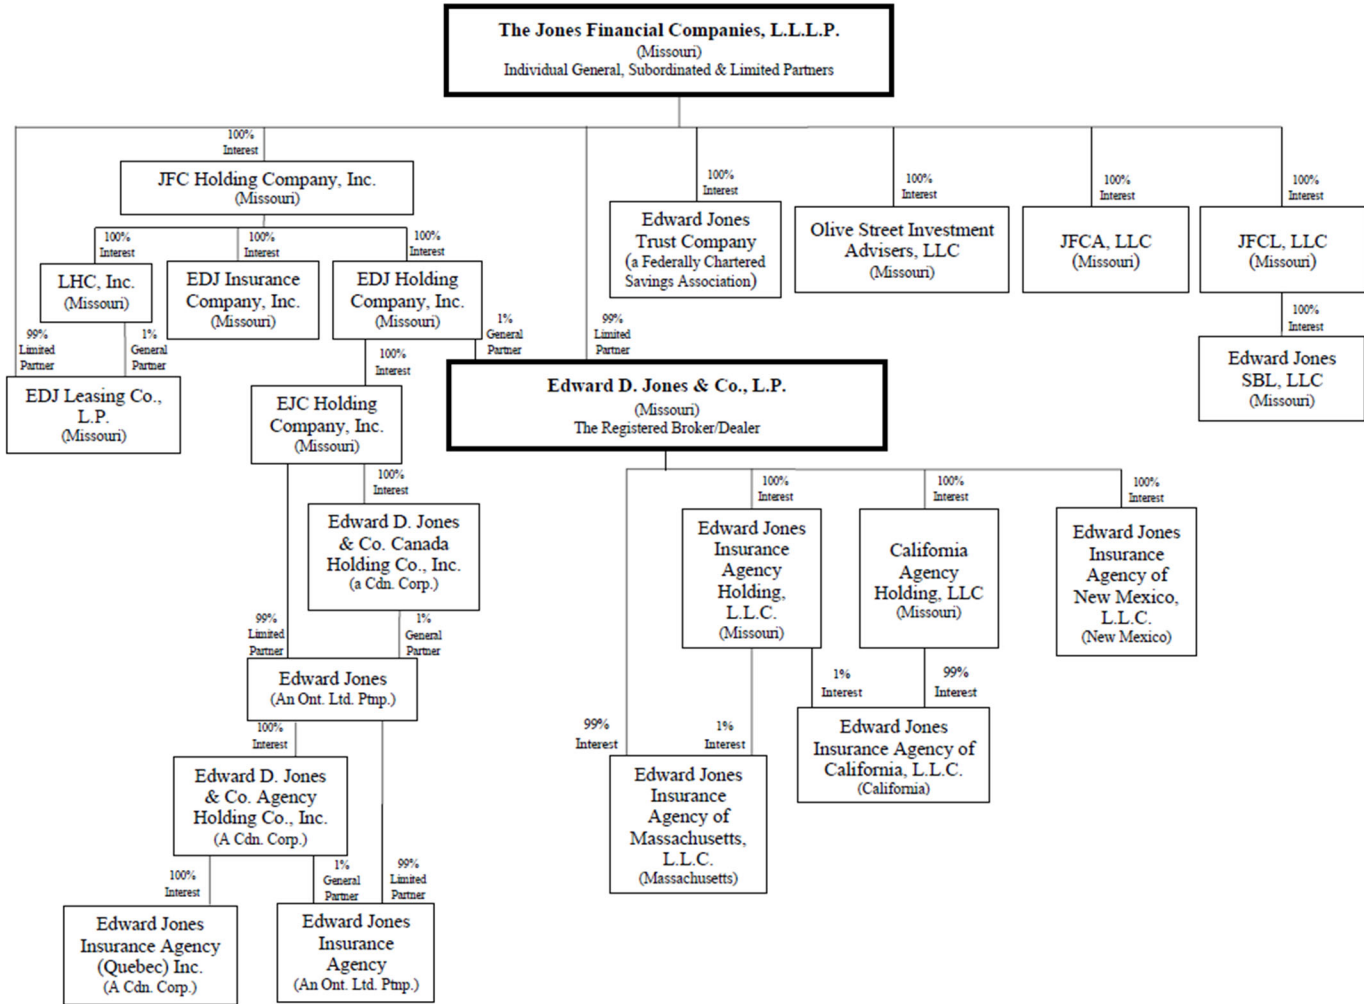 The Jones Financial Companies, L.L.L.P.
(Missouri)
Individual General, Subordinated & Limited Partners
100%
Interest
JFC Holding Company, Inc.
(Missouri)
100%
Interest
Edward Jones
Trust Company
(a Federally Chartered
Savings Association)
100%
Interest
Olive Street Investment
Advisers, LLC
(Missouri)
100%
Interest
JFCA, LLC
(Missouri)
100%
Interest
JFCL, LLC
(Missouri)
100%
Interest
LHC, Inc.
(Missouri)
100%
Interest
EDJ Insurance
Company, Inc.
(Missouri)
100%
Interest
EDJ Holding
Company, Inc.
(Missouri)
99%
Limited
Partner
1%
General
Partner
EDJ Leasing Co.,
L.P.
(Missouri)
100%
Interest
1%
General
Partner
99%
Limited
Partner
Edward D. Jones & Co., L.P.
(Missouri)
The Registered Broker/Dealer
100%
Interest
Edward Jones
SBL, LLC
(Missouri)
EJC Holding
Company, Inc.
(Missouri)
100%
Interest
Edward D. Jones
& Co. Canada
Holding Co., Inc.
(a Cdn. Corp.)
99%
Limited
Partner
1%
General
Partner
Edward Jones
(An Ont. Ltd. Ptnp.)
100%
Interest
Edward D. Jones
& Co. Agency
Holding Co., Inc.
(A Cdn. Corp.)
100%
Interest
1%
General
Partner
99%
Limited
Partner
Edward Jones
Insurance Agency
(Quebec) Inc.
(A Cdn. Corp.)
Edward Jones
Insurance
Agency
(An Ont. Ltd. Ptnp.)
100%
Interest
Edward Jones
Insurance
Agency
Holding,
L.L.C.
(Missouri)
100%
Interest
California
Agency
Holding, LLC
(Missouri)
100%
Interest
Edward Jones
Insurance
Agency of
New Mexico,
L.L.C.
(New Mexico)
99%
Interest
1%
Interest
1%
Interest
99%
Interest
Edward Jones
Insurance Agency of
California, L.L.C.
(California)
Edward Jones
Insurance
Agency of
Massachusetts,
L.L.C.
(Massachusetts)